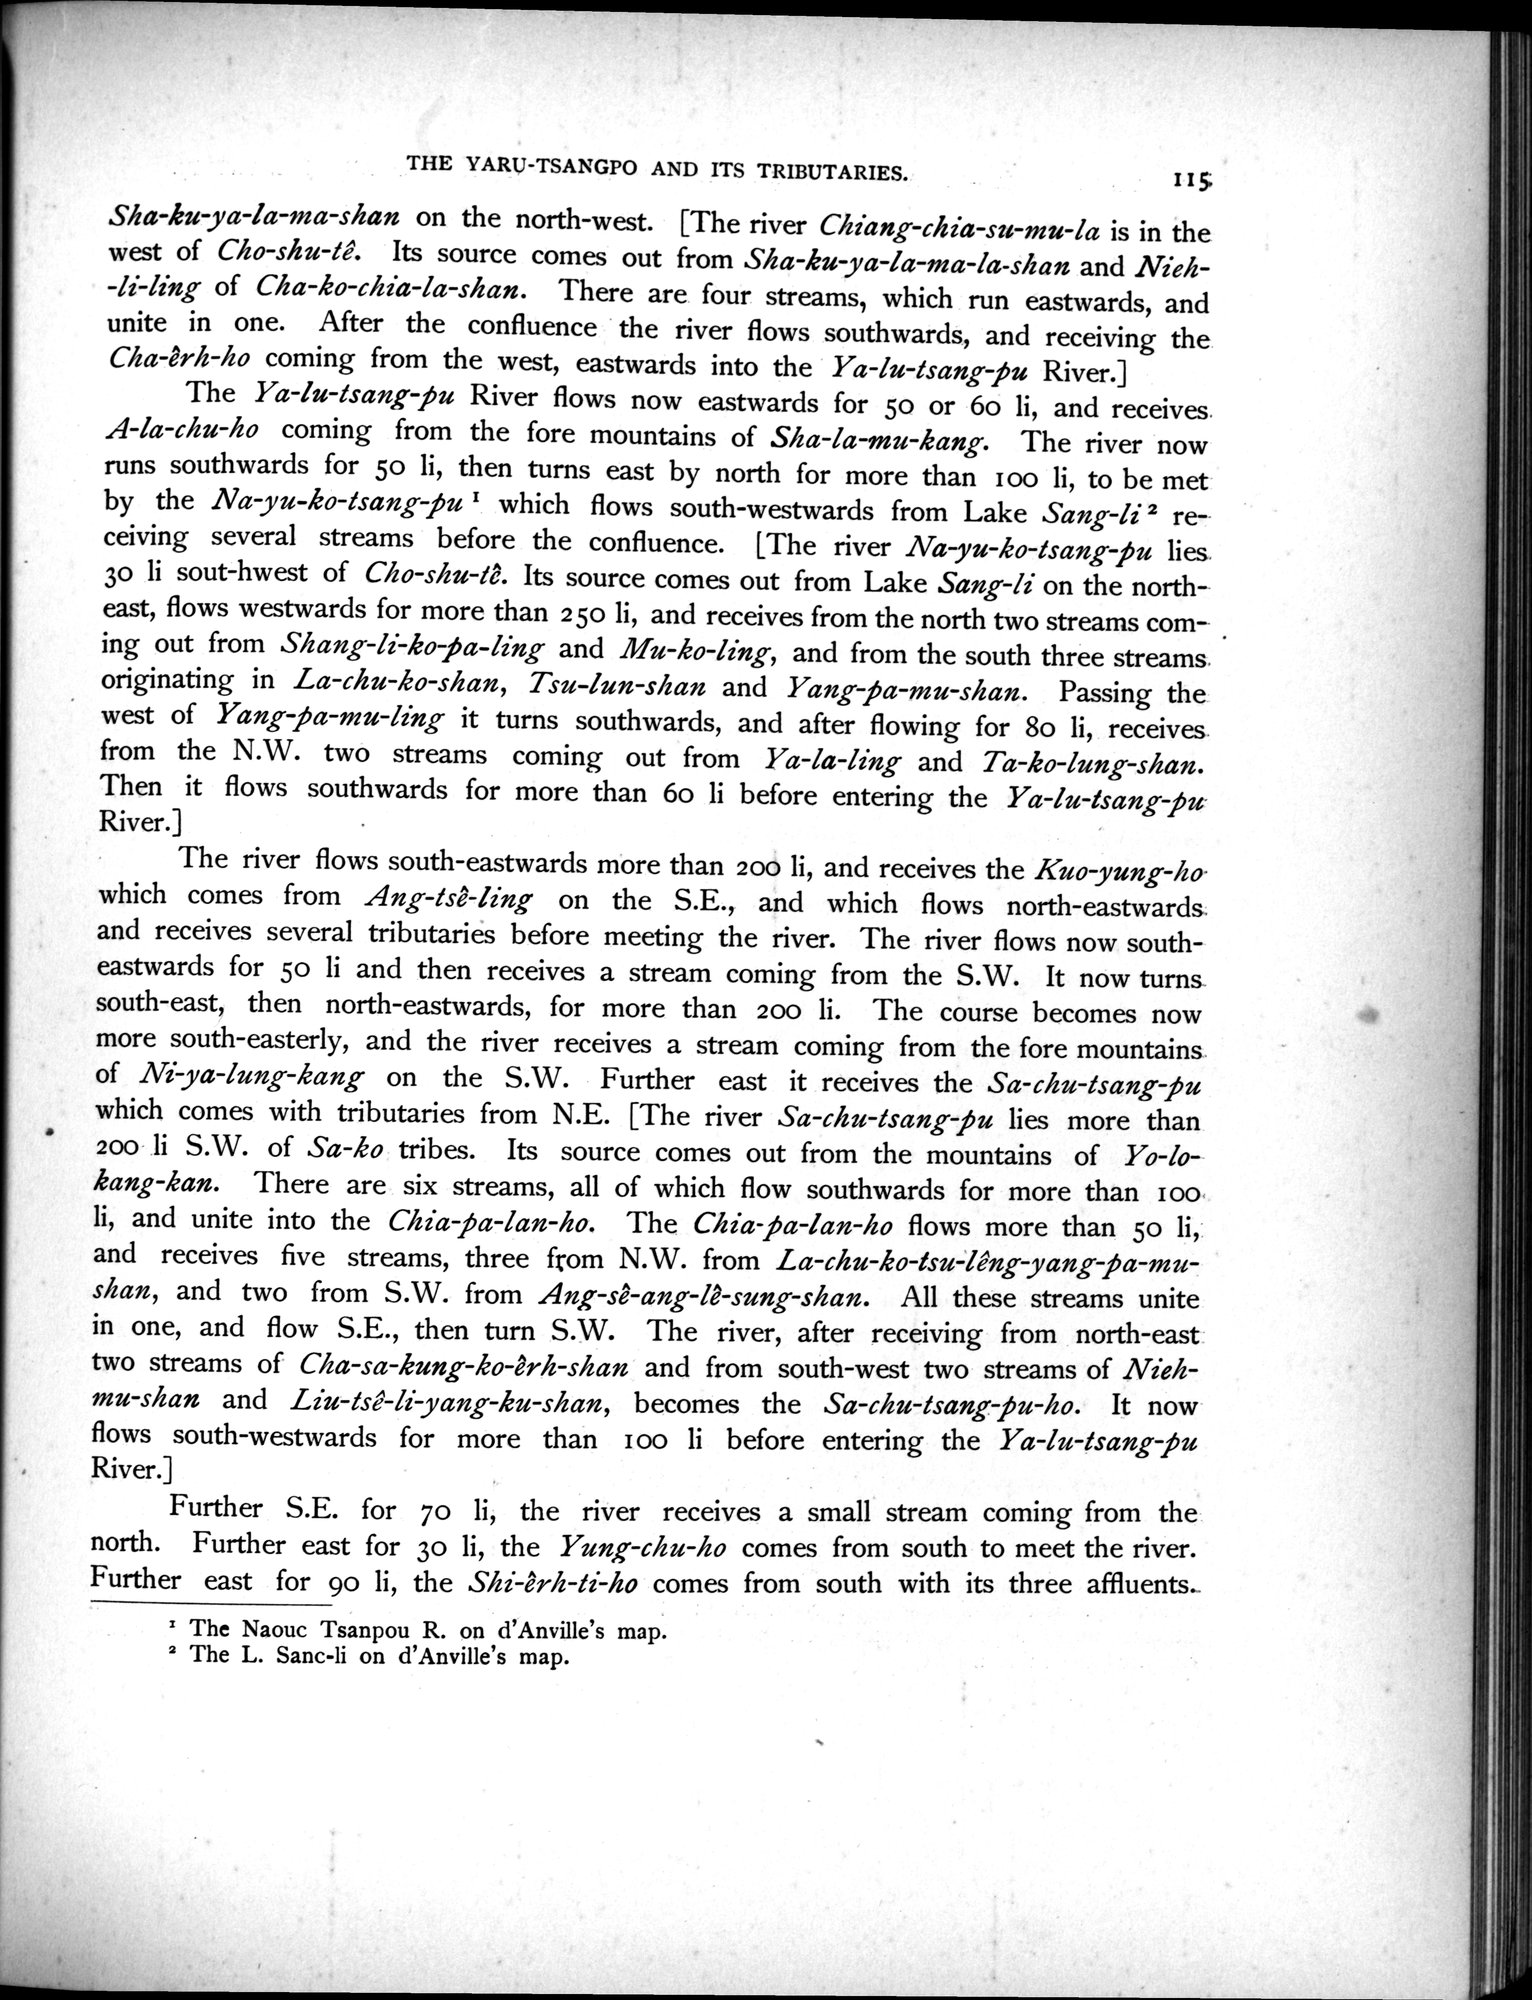 THE YARU-TSANGPO AND ITS TRIBUTARIES.
115
Sha-ku-ya-la-ma-shan on the north-west. [The river Chiang-chia-su-mu-la is in the
west of Cho-shu-tê. Its source comes out from Sha-ku-ya-la-ma-la-shan and Nieh-
-li-ling of Cha-ko-chia-la-shan. There are four streams, which run eastwards, and
unite in one. After the confluence the river flows southwards, and receiving the
Cha-êrh-ho coming from the west, eastwards into the Ya-lu-tsang-pu River.]
The Ya-lu-tsang-pu River flows now eastwards for 50 or 60 li, and receives
A-la-chu-ho coming from the fore mountains of Sha-la-mu-kang. The river now
runs southwards for 50 li, then turns east by north for more than 100 li, to be met
by the Na-yu-ko-tsang-pu ¹ which flows south-westwards from Lake Sang-li ² re-
ceiving several streams before the confluence. [The river Na-yu-ko-tsang-pu lies
30 li sout-hwest of Cho-shu-tê. Its source comes out from Lake Sang-li on the north-
east, flows westwards for more than 250 li, and receives from the north two streams com-
ing out from Shang-li-ko-pa-ling and Mu-ko-ling, and from the south three streams
originating in La-chu-ko-shan, Tsu-lun-shan and Yang-pa-mu-shan. Passing the
west of Yang-pa-mu-ling it turns southwards, and after flowing for 80 li, receives
from the N.W. two streams coming out from Ya-la-ling and Ta-ko-lung-shan.
Then it flows southwards for more than 60 li before entering the Ya-lu-tsang-pu
River.]
The river flows south-eastwards more than 200 li, and receives the Kuo-yung-ho
which comes from Ang-tsê-ling on the S.E., and which flows north-eastwards
and receives several tributaries before meeting the river. The river flows now south-
eastwards for 50 li and then receives a stream coming from the S.W. It now turns
south-east, then north-eastwards, for more than 200 li. The course becomes now
more south-easterly, and the river receives a stream coming from the fore mountains
of Ni-ya-lung-kang on the S.W. Further east it receives the Sa-chu-tsang-pu
which comes with tributaries from N.E. [The river Sa-chu-tsang-pu lies more than
200 li S.W. of Sa-ko tribes. Its source comes out from the mountains of Yo-lo-
kang-kan. There are six streams, all of which flow southwards for more than 100
li, and unite into the Chia-pa-lan-ho. The Chia-pa-lan-ho flows more than 50 li,
and receives five streams, three from N.W. from La-chu-ko-tsu-lêng-yang-pa-mu-
shan, and two from S.W. from Ang-sê-ang-lê-sung-shan. All these streams unite
in one, and flow S.E., then turn S.W. The river, after receiving from north-east
two streams of Cha-sa-kung-ko-êrh-shan and from south-west two streams of Nieh-
mu-shan and Liu-tsê-li-yang-ku-shan, becomes the Sa-chu-tsang-pu-ho. It now
flows south-westwards for more than 100 li before entering the Ya-lu-tsang-pu
River.]
Further S.E. for 70 li, the river receives a small stream coming from the
north. Further east for 30 li, the Yung-chu-ho comes from south to meet the river.
Further east for 90 li, the Shi-êrh-ti-ho comes from south with its three affluents.
¹ The Naouc Tsanpou R. on d'Anville's map.
² The L. Sanc-li on d'Anville's map.